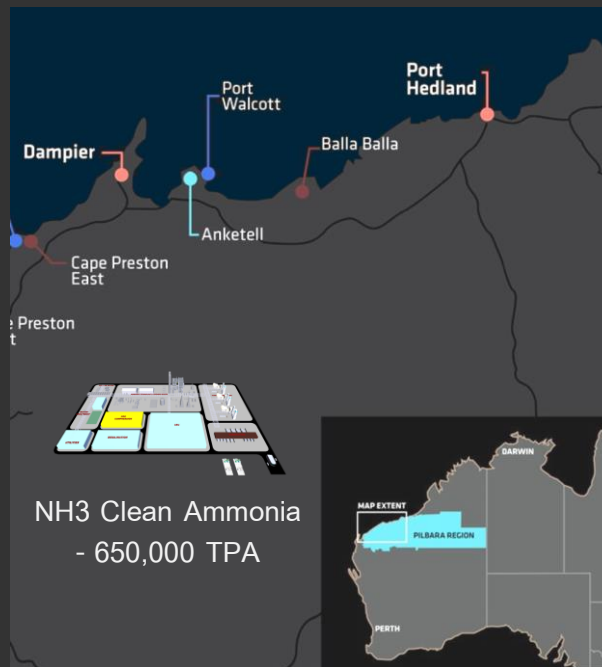 Port
Hedland
Port
Walcott
Balla Balla
Dampier
Anketell
Cape Preston
East
e Preston
t
NH3 Clean Ammonia
- 650,000 TPA
DARWIN
MAP EXTENT
PILBARA REGION
PERTH